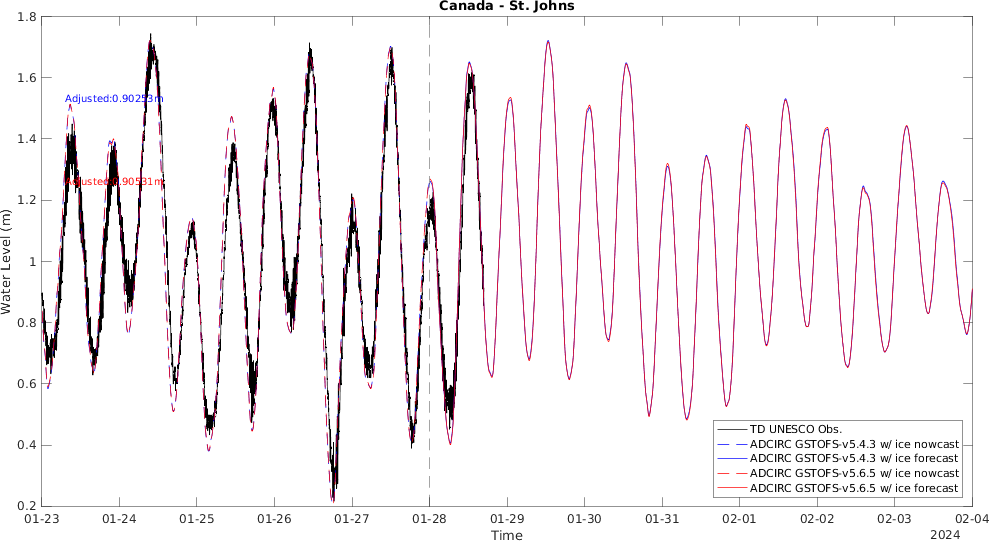 Canada - St. Johns
1.8
1.6
1.4
1.2
1
0.8
0.6
0.4
0.2
Water Level (m)
Adjusted:0.90253m
Adjusted:0.90531m
TD UNESCO Obs.
ADCIRC GSTOFS-v5.4.3 w/ ice nowcast
ADCIRC GSTOFS-v5.4.3 w/ ice forecast
ADCIRC GSTOFS-v5.6.5 w/ ice nowcast
ADCIRC GSTOFS-v5.6.5 w/ ice forecast
01-23 01-24 01-25 01-26 01-27 01-28 01-29 01-30 01-31 02-01 02-02 02-03 02-04
Time
2024